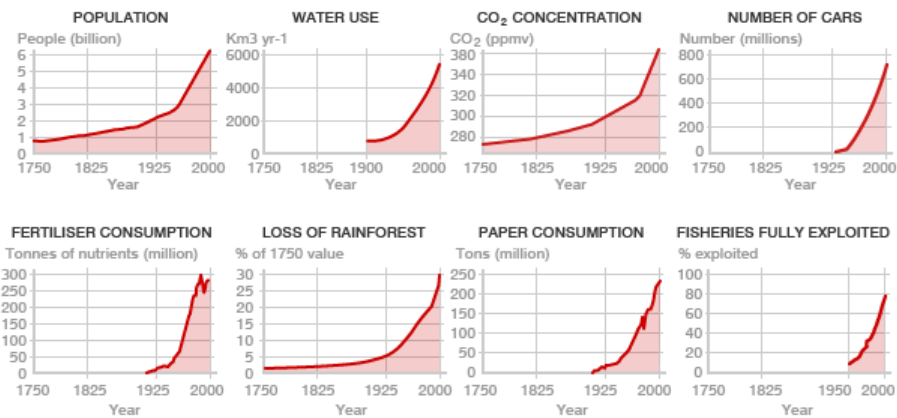 POPULATION
People (billion)
6
5
4
3
2
1
0
1750 1825 1925 2000
Year
WATER USE
Km3 yr-1
6000
4000
2000
0
1750 1825 1925 2000
Year
CO₂ CONCENTRATION
CO₂ (ppmv)
380
340
320
300
280
1750 1825 1925 2000
Year
NUMBER OF CARS
Number (millions)
800
600
400
200
0
1750 1825 1925 2000
Year
FERTILISER CONSUMPTION
Tonnes of nutrients (million)
300
250
200
150
100
50
0
1750 1825 1925 2000
Year
LOSS OF RAINFOREST
% of 1750 value
30
25
20
15
10
5
0
1750 1825 1925 2000
Year
PAPER CONSUMPTION
Tons (million)
250
200
150
100
50
0
1750 1825 1925 2000
Year
FISHERIES FULLY EXPLOITED
% exploited
100
80
60
40
20
0
1750 1825 1950 2000
Year